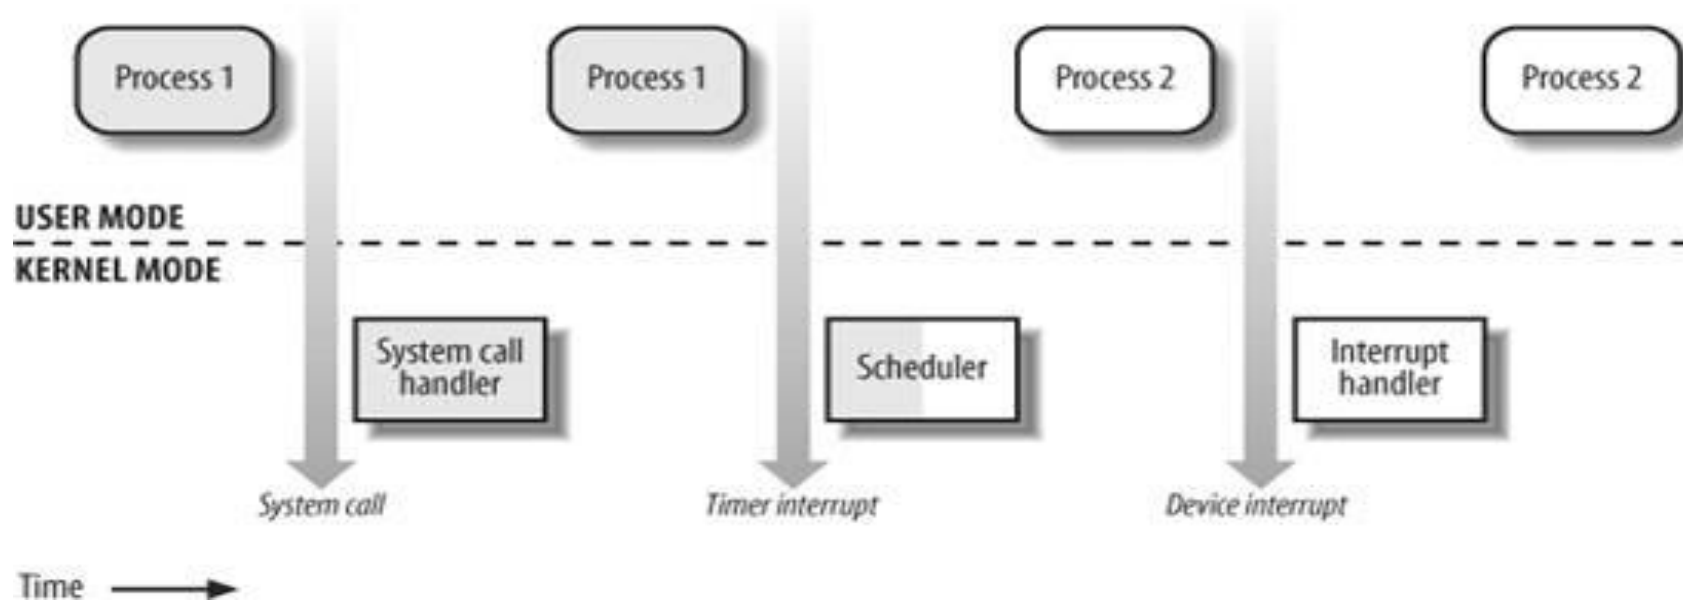 Process 1
Process 1
Process 2
Process 2
USER MODE
KERNEL MODE
System call
handler
Scheduler
Interrupt
handler
System call
Timer interrupt
Device interrupt
Time